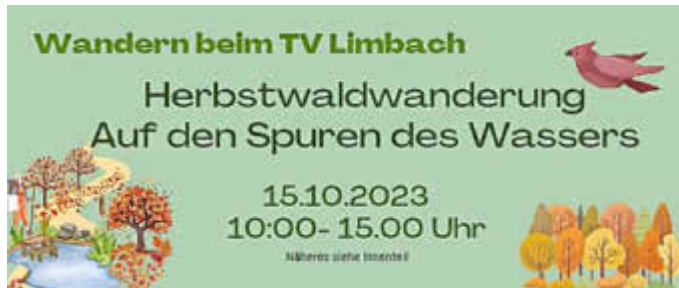 Wandern beim TV Limbach
Herbstwaldwanderung
Auf den Spuren des Wassers
15.10.2023
10:00- 15.00 Uhr
Näheres siehe Innenteil